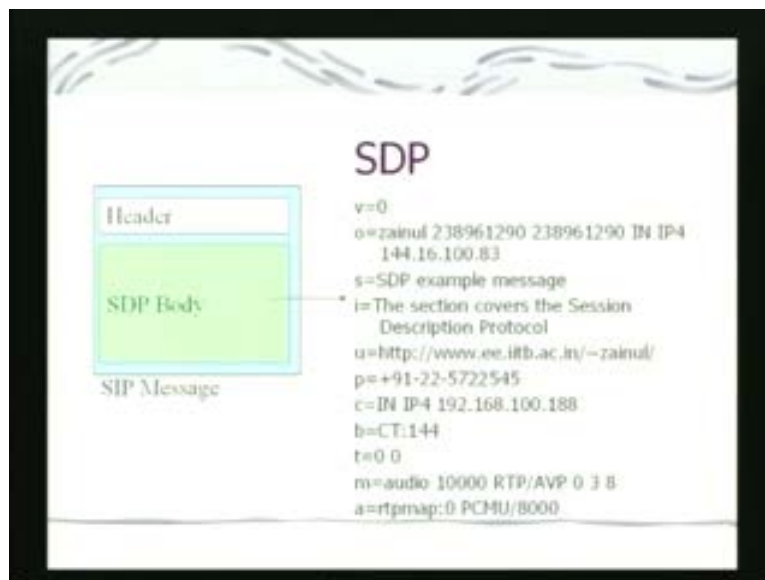 SDP
Header
SDP Body
SIP Message
v=0
o=zainul 238961290 238961290 IN IP4
144.16.100.83
s=SDP example message
i=The section covers the Session
Description Protocol
u=http://www.ee.iitb.ac.in/~zainul/
p=+91-22-5722545
c=IN IP4 192.168.100.188
b=CT:144
t=0 0
m=audio 10000 RTP/AVP 0 3 8
a=rtpmap:0 PCMU/8000